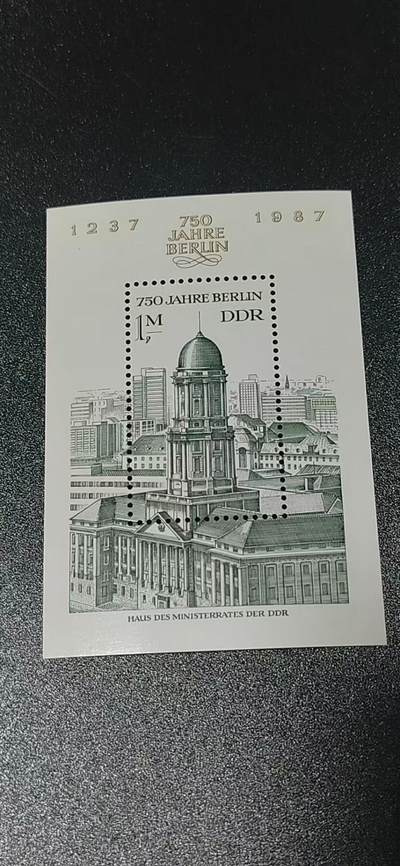 1237 750 1987
JAHRE
BERLIN
750 JAHRE BERLIN
1,- M DDR
HAUS DES MINISTERRATES DER DDR